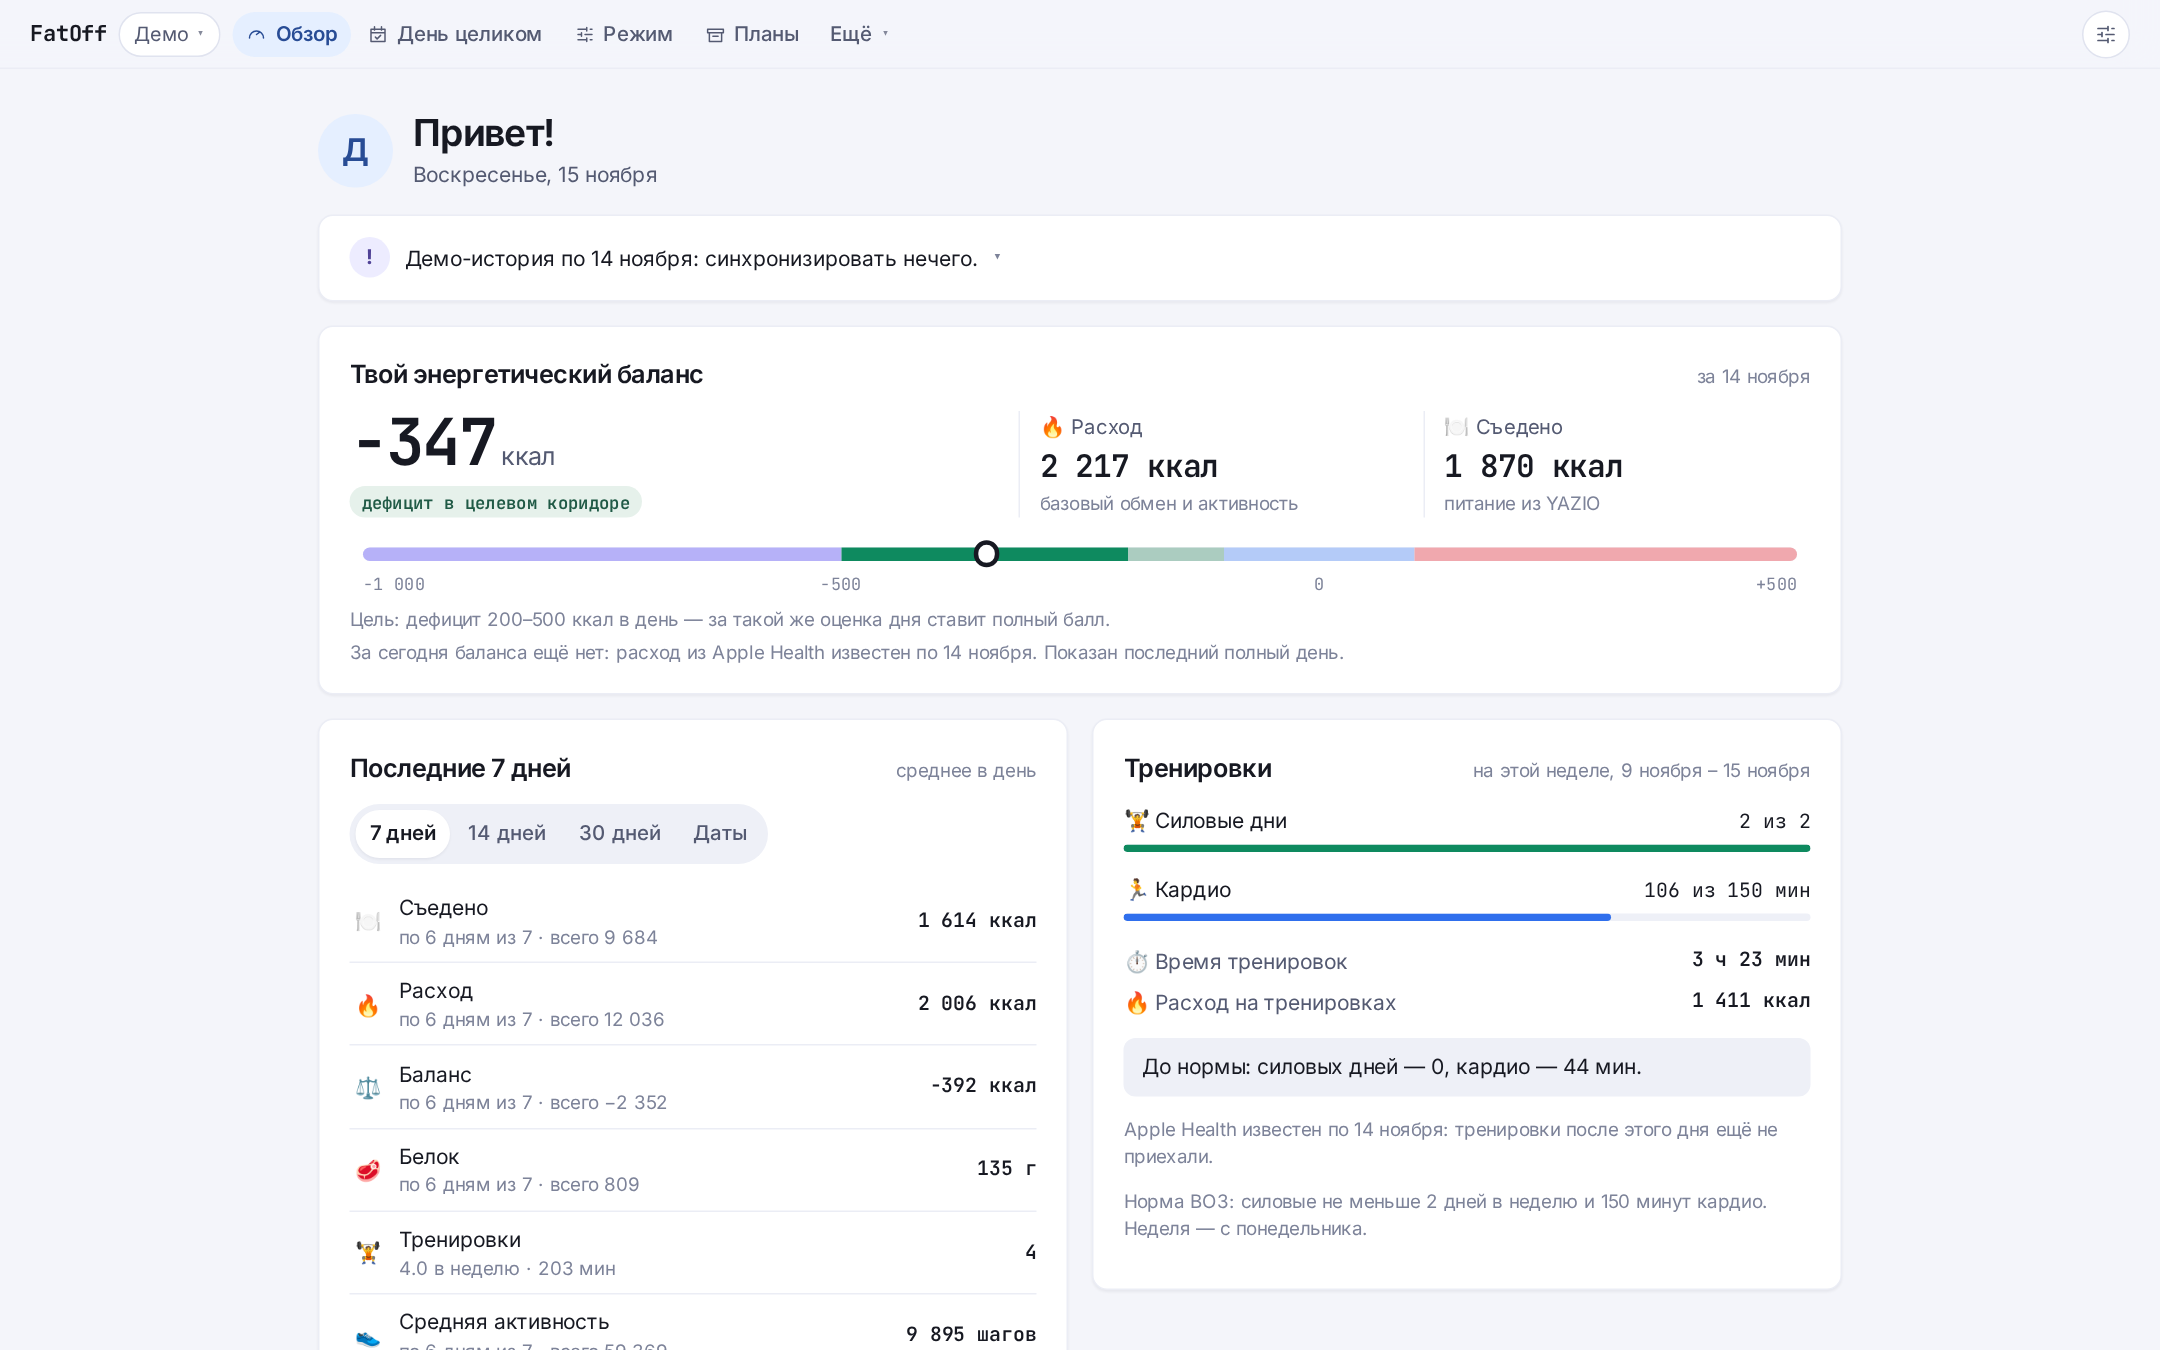 FatOff Демо Обзор День целиком Режим Планы Ещё
Д
Привет!
Воскресенье, 15 ноября
! Демо-история по 14 ноября: синхронизировать нечего.
Твой энергетический баланс
за 14 ноября
-347 ккал
дефицит в целевом коридоре
Расход
2 217 ккал
базовый обмен и активность
Съедено
1 870 ккал
питание из YAZIO
-1 000 -500 0 +500
Цель: дефицит 200–500 ккал в день — за такой же оценка дня ставит полный балл.
За сегодня баланса ещё нет: расход из Apple Health известен по 14 ноября. Показан последний полный день.
Последние 7 дней
среднее в день
7 дней 14 дней 30 дней Даты
Съедено
по 6 дням из 7 · всего 9 684
1 614 ккал
Расход
по 6 дням из 7 · всего 12 036
2 006 ккал
Баланс
по 6 дням из 7 · всего −2 352
-392 ккал
Белок
по 6 дням из 7 · всего 809
135 г
Тренировки
4.0 в неделю · 203 мин
4
Средняя активность
9 895 шагов
по 6 дням из 7 · всего 59 369
Тренировки
на этой неделе, 9 ноября – 15 ноября
Силовые дни
2 из 2
Кардио
106 из 150 мин
Время тренировок
3 ч 23 мин
Расход на тренировках
1 411 ккал
До нормы: силовых дней — 0, кардио — 44 мин.
Apple Health известен по 14 ноября: тренировки после этого дня ещё не
приехали.
Норма ВОЗ: силовые не меньше 2 дней в неделю и 150 минут кардио.
Неделя — с понедельника.